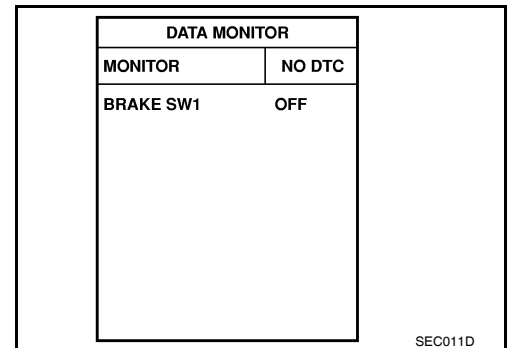 DATA MONITOR
MONITOR NO DTC
BRAKE SW1 OFF
SEC011D